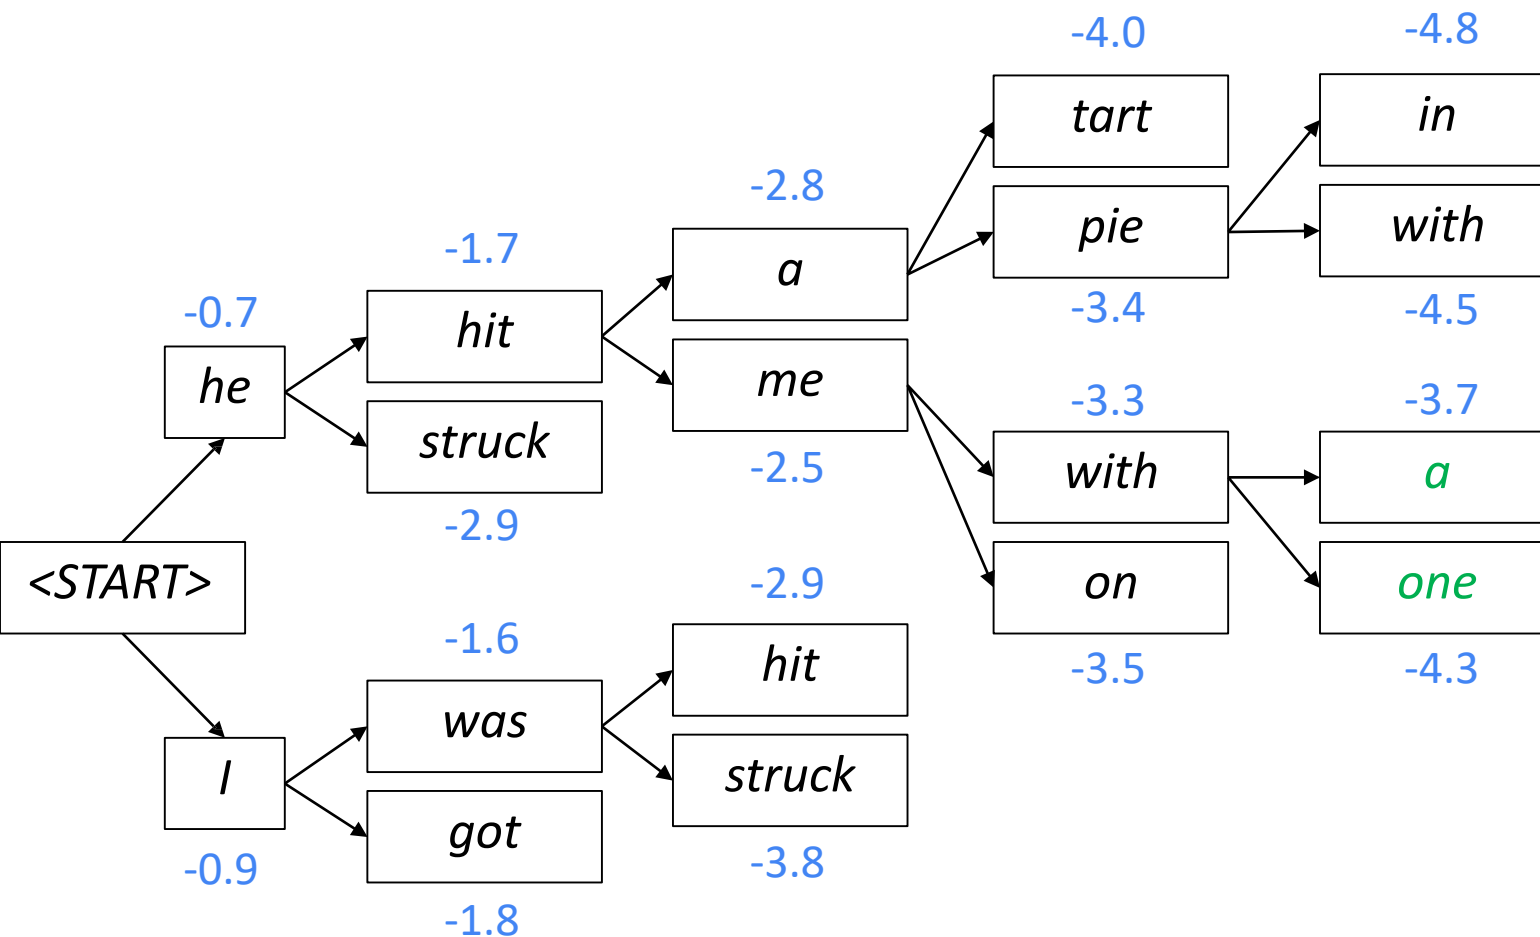 -4.0
-4.8
tart
in
-2.8
pie
with
-1.7
a
-3.4
-4.5
-0.7
hit
me
-3.3
-3.7
he
struck
-2.5
with
a
-2.9
-2.9
<START>
on
one
-1.6
hit
-3.5
-4.3
was
I
struck
-0.9
got
-3.8
-1.8